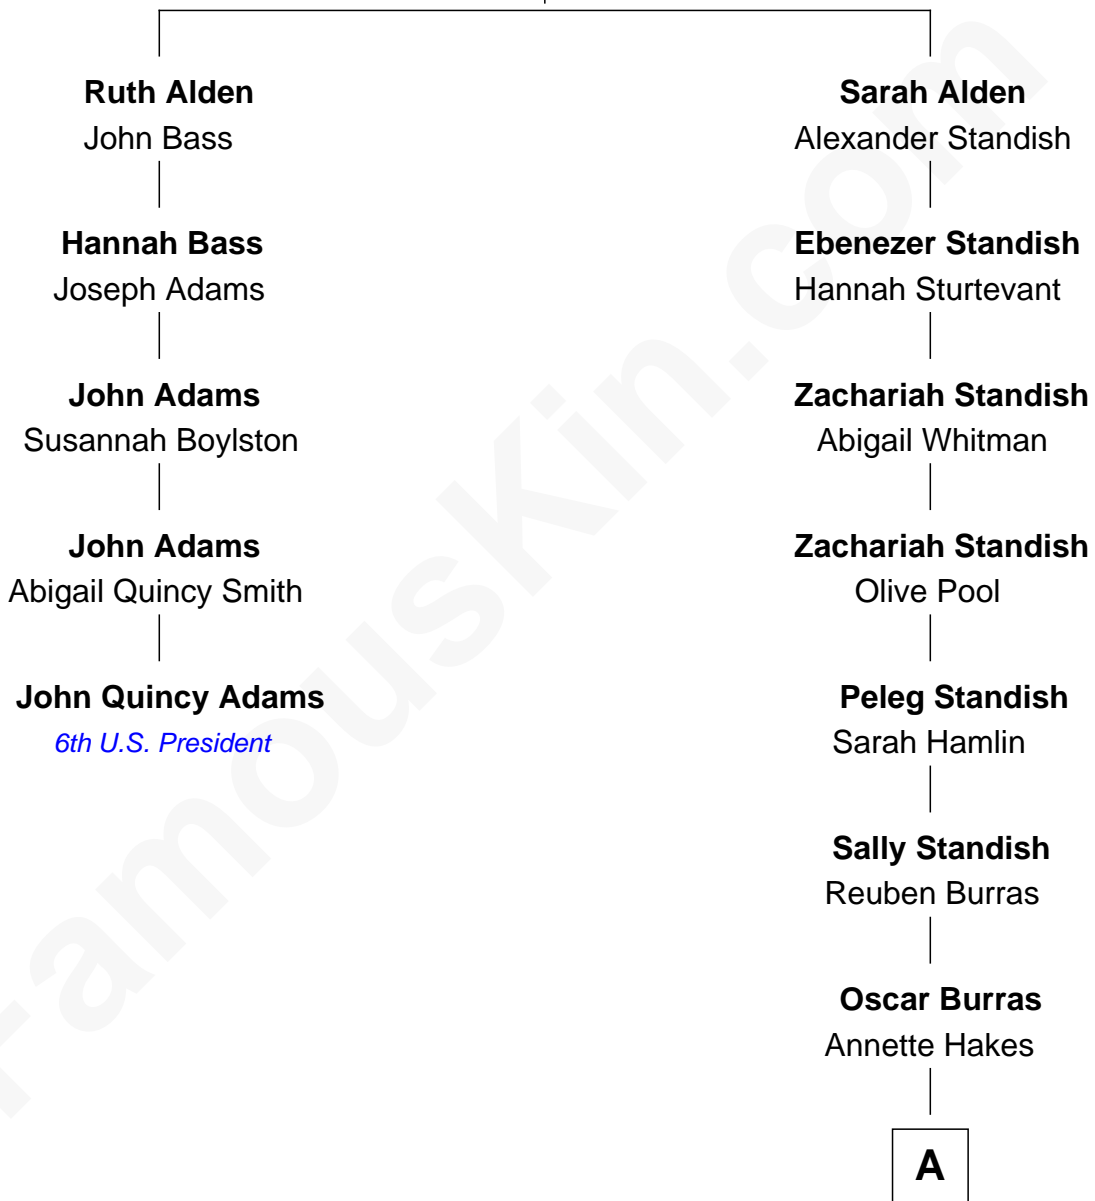 Ruth Alden
John Bass
Sarah Alden
Alexander Standish
Hannah Bass
Joseph Adams
Ebenezer Standish
Hannah Sturtevant
John Adams
Susannah Boylston
Zachariah Standish
Abigail Whitman
John Adams
Abigail Quincy Smith
Zachariah Standish
Olive Pool
John Quincy Adams
6th U.S. President
Peleg Standish
Sarah Hamlin
Sally Standish
Reuben Burras
Oscar Burras
Annette Hakes
A
FamousKin.com